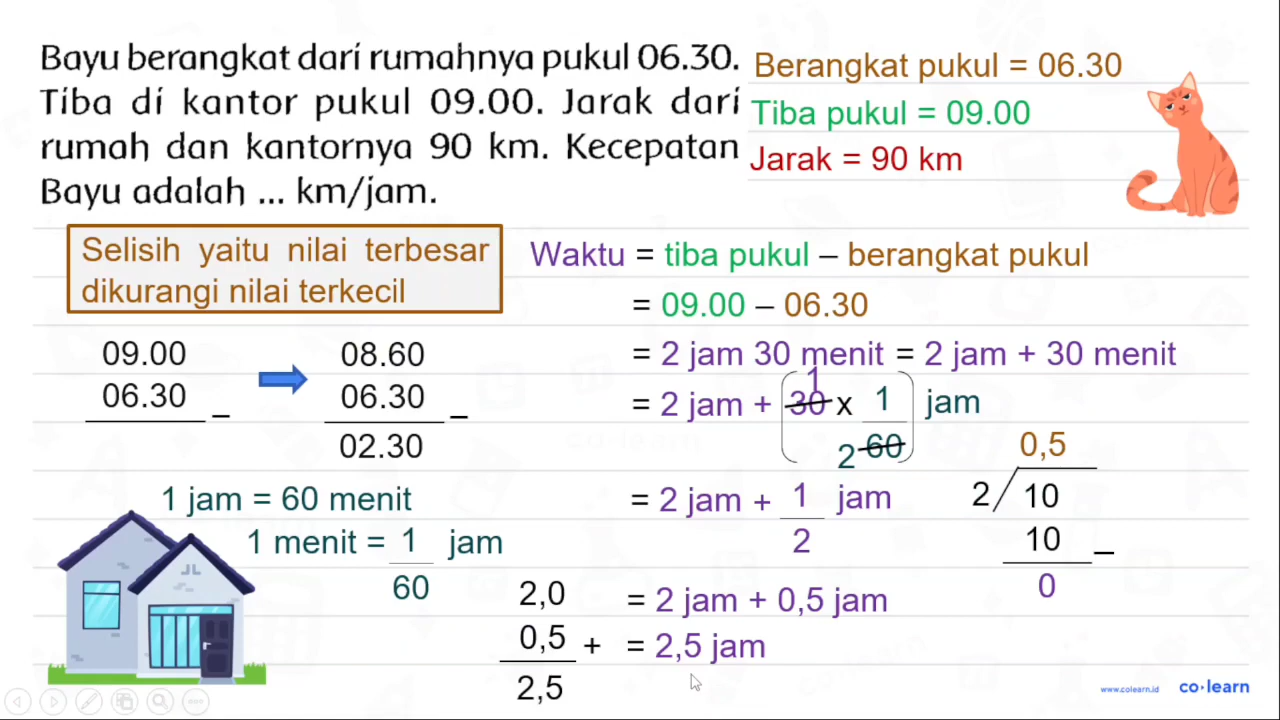 Bayu berangkat dari rumahnya pukul 06.30.
Tiba di kantor pukul 09.00. Jarak dari
rumah dan kantornya 90 km. Kecepatan
Bayu adalah ... km/jam.
Berangkat pukul = 06.30
Tiba pukul = 09.00
Jarak = 90 km
Selisih yaitu nilai terbesar
dikurangi nilai terkecil
Waktu = tiba pukul – berangkat pukul
= 09.00 – 06.30
= 2 jam 30 menit = 2 jam + 30 menit
1
= 2 jam + 30 x 1 jam
2 60
= 2 jam + 1 jam
2
= 2 jam + 0,5 jam
= 2,5 jam
09.00
06.30 –
08.60
06.30 –
02.30
1 jam = 60 menit
1 menit = 1 jam
60
2,0
0,5 +
2,5
0,5
2 10
10 –
0
www.colearn.id co·learn